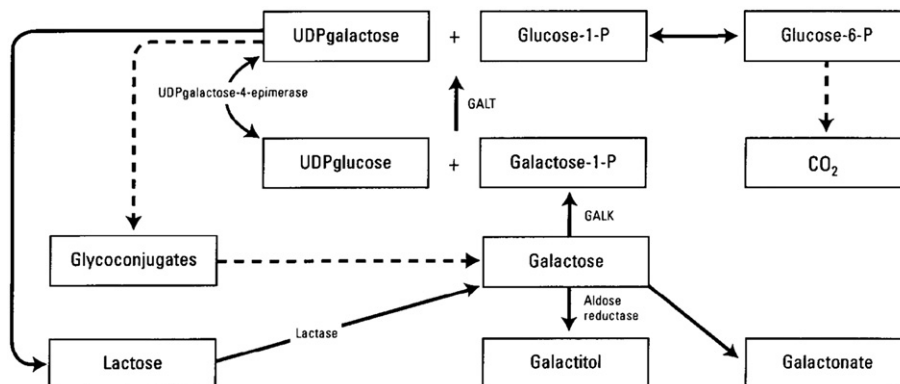 UDPgalactose + Glucose-1-P Glucose-6-P
UDPgalactose-4-epimerase
GALT
UDPglucose + Galactose-1-P CO₂
GALK
Glycoconjugates Galactose
Aldose
reductase
Lactase
Lactose Galactitol Galactonate